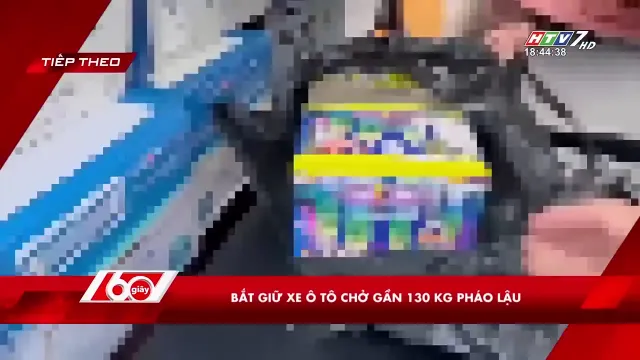 TIẾP THEO
HTV7 HD
18:44:38
60 giây
BẮT GIỮ XE Ô TÔ CHỞ GẦN 130 KG PHÁO LẬU